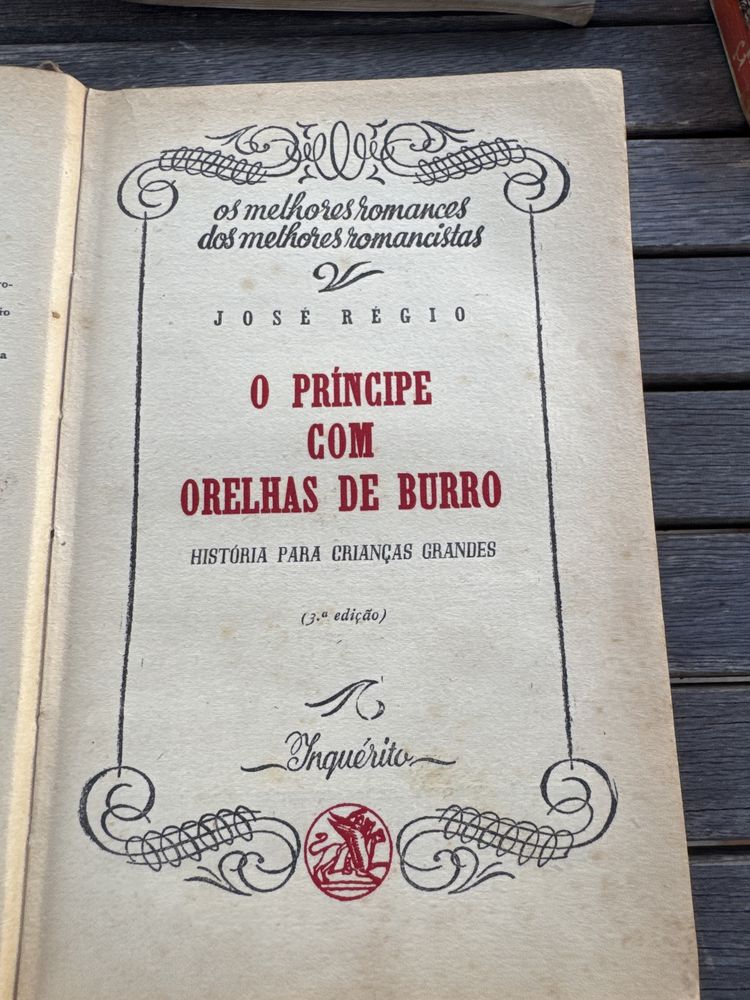 os melhores romances
dos melhores romancistas
JOSÉ RÉGIO
O PRÍNCIPE
COM
ORELHAS DE BURRO
HISTÓRIA PARA CRIANÇAS GRANDES
(3.ª edição)
Inquérito